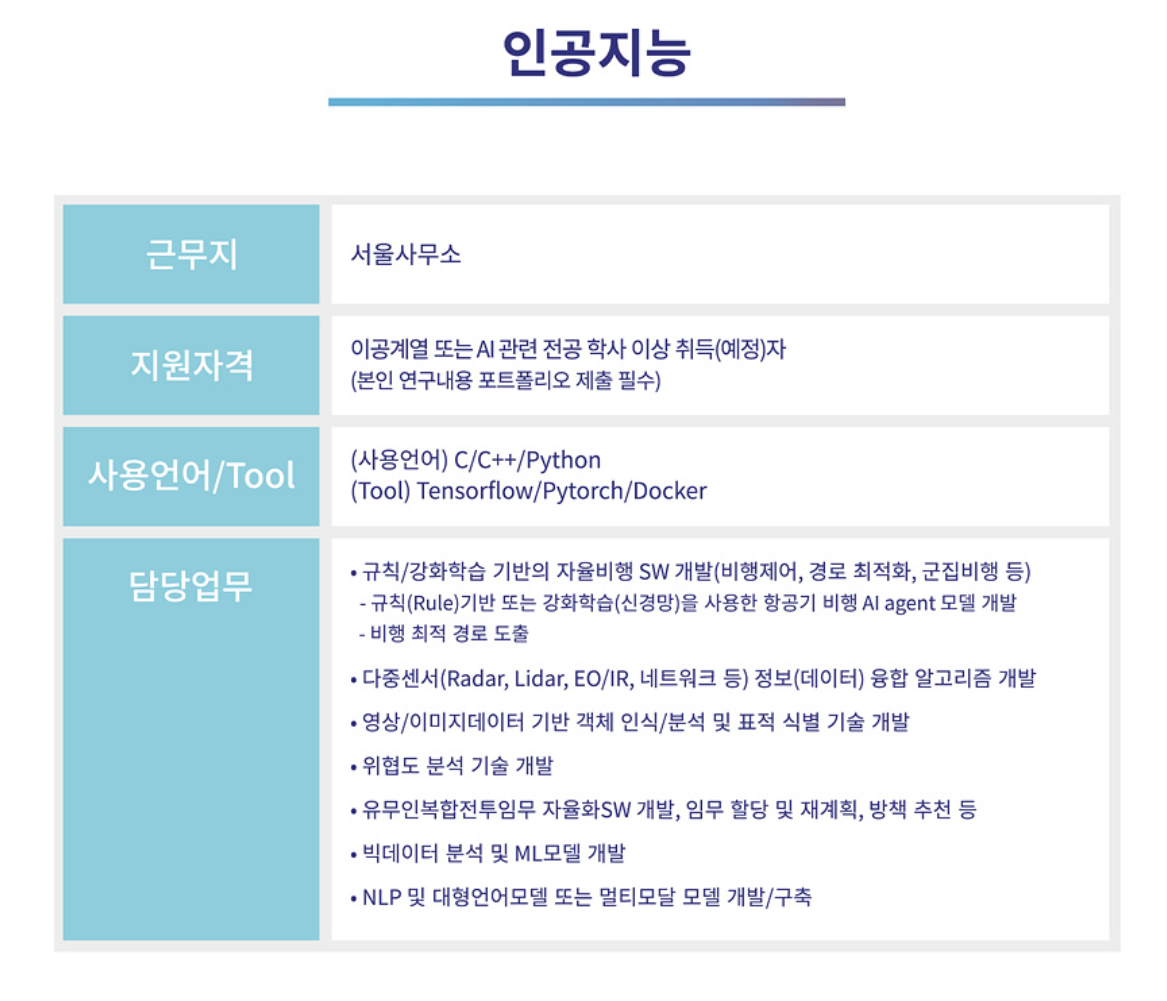 인공지능
근무지
서울사무소
지원자격
이공계열 또는 AI 관련 전공 학사 이상 취득(예정)자
(본인 연구내용 포트폴리오 제출 필수)
사용언어/Tool
(사용언어) C/C++/Python
(Tool) Tensorflow/Pytorch/Docker
담당업무
• 규칙/강화학습 기반의 자율비행 SW 개발(비행제어, 경로 최적화, 군집비행 등)
- 규칙(Rule)기반 또는 강화학습(신경망)을 사용한 항공기 비행 AI agent 모델 개발
- 비행 최적 경로 도출
• 다중센서(Radar, Lidar, EO/IR, 네트워크 등) 정보(데이터) 융합 알고리즘 개발
• 영상/이미지데이터 기반 객체 인식/분석 및 표적 식별 기술 개발
• 위협도 분석 기술 개발
• 유무인복합전투임무 자율화SW 개발, 임무 할당 및 재계획, 방책 추천 등
• 빅데이터 분석 및 ML모델 개발
• NLP 및 대형언어모델 또는 멀티모달 모델 개발/구축